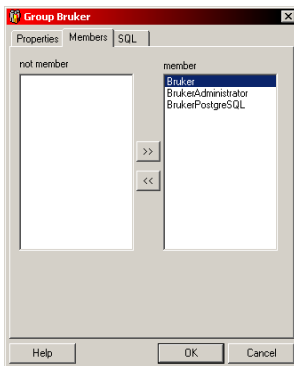 Group Bruker
Properties Members SQL
not member member
Bruker
BrukerAdministrator
BrukerPostgreSQL
>>
<<
Help OK Cancel